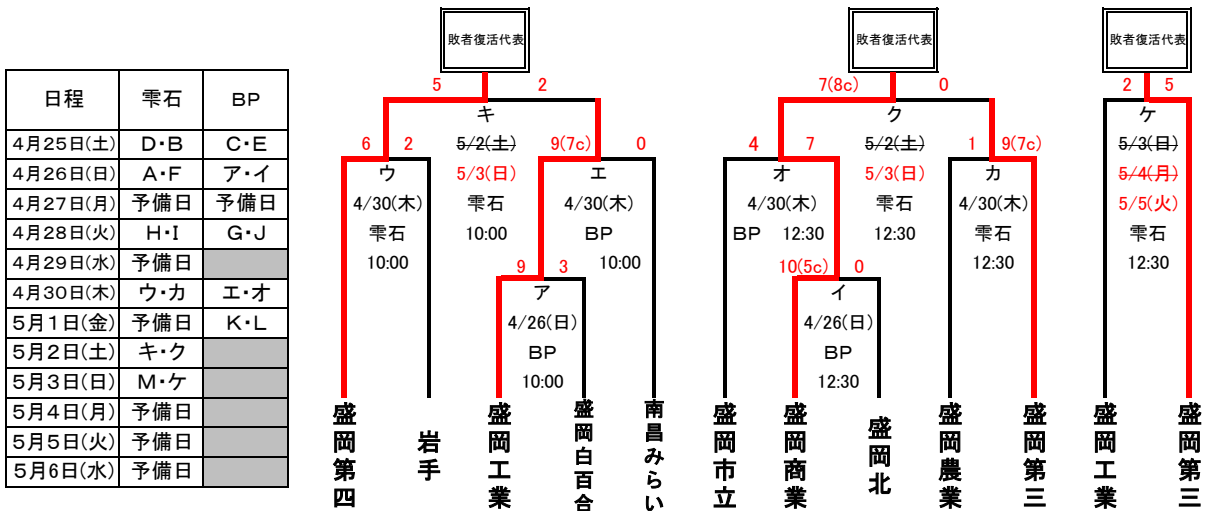 日程 雫石 BP
4月25日(土) D・B C・E
4月26日(日) A・F ア・イ
4月27日(月) 予備日 予備日
4月28日(火) H・I G・J
4月29日(水) 予備日
4月30日(木) ウ・カ エ・オ
5月1日(金) 予備日 K・L
5月2日(土) キ・ク
5月3日(日) M・ケ
5月4日(月) 予備日
5月5日(火) 予備日
5月6日(水) 予備日
敗者復活代表
5 2
キ
5/2(土)
5/3(日)
雫石
10:00
6 2
ウ
4/30(木)
雫石
10:00
9(7c) 0
エ
4/30(木)
BP
10:00
9 3
ア
4/26(日)
BP
10:00
盛岡第四
岩手
盛岡工業
盛岡白百合
南昌みらい
敗者復活代表
7(8c) 0
ク
5/2(土)
5/3(日)
雫石
12:30
4 7
オ
4/30(木)
BP 12:30
1 9(7c)
カ
4/30(木)
雫石
12:30
10(5c) 0
イ
4/26(日)
BP
12:30
盛岡市立
盛岡商業
盛岡北
盛岡農業
盛岡第三
敗者復活代表
2 5
ケ
5/3(日)
5/4(月)
5/5(火)
雫石
12:30
盛岡工業
盛岡第三